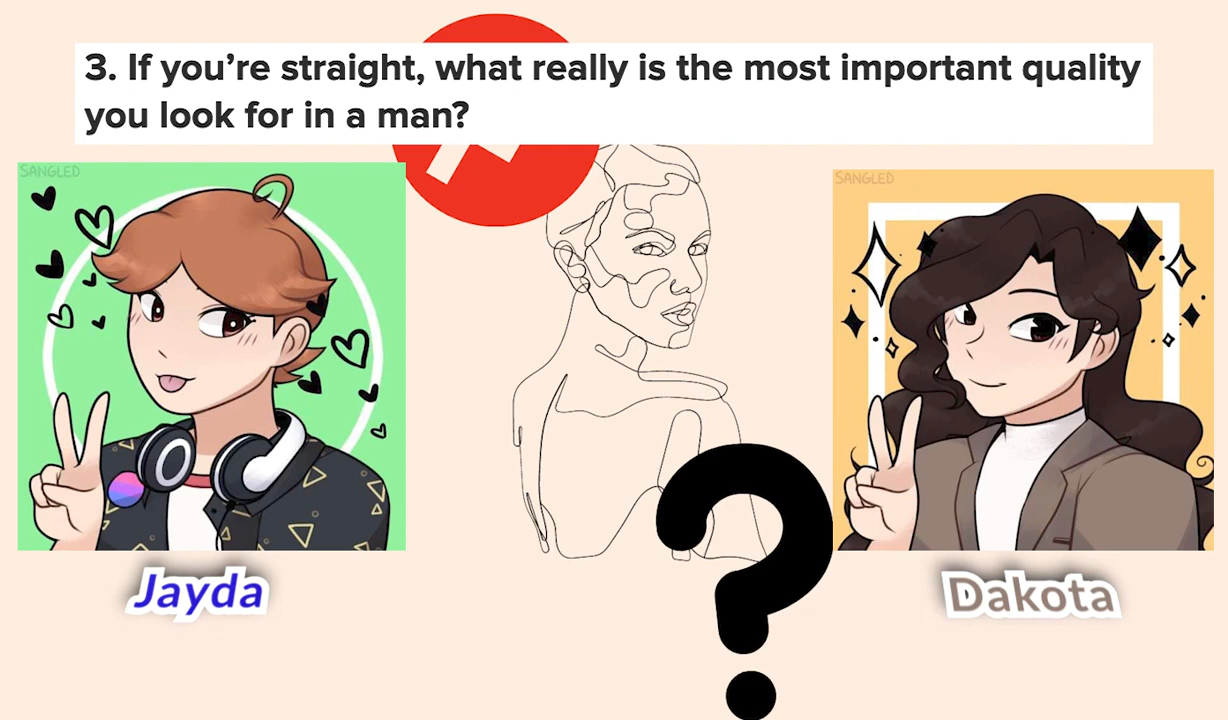 3. If you’re straight, what really is the most important quality
you look for in a man?
SANGLED
SANGLED
Jayda
Dakota